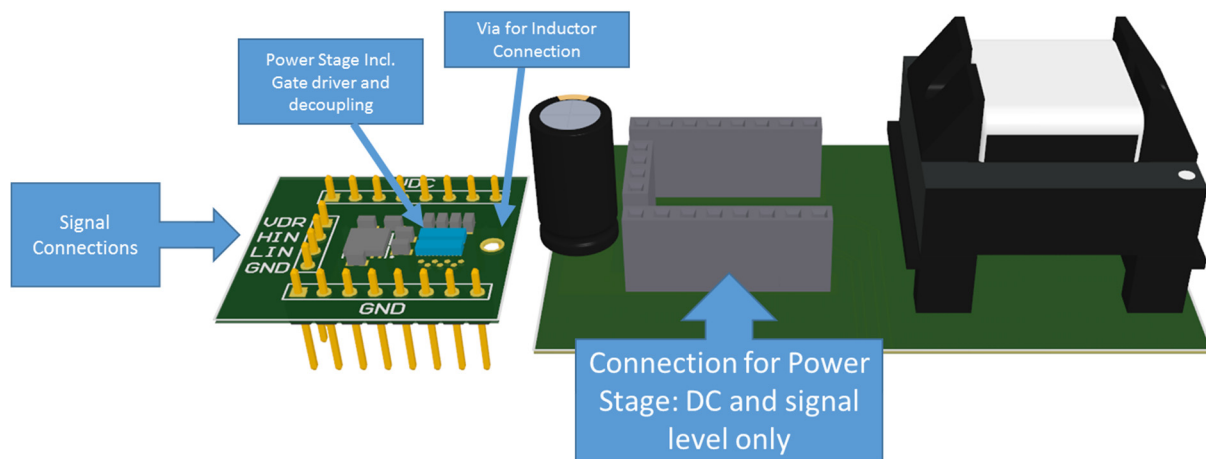 Via for Inductor
Connection
Power Stage Incl.
Gate driver and
decoupling
Signal
Connections
VDR
HIN
LIN
GND
GND
Connection for Power
Stage: DC and signal
level only